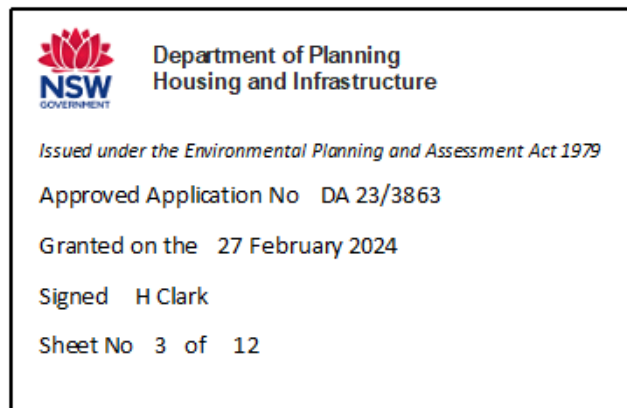 NSW
GOVERNMENT
Department of Planning
Housing and Infrastructure
Issued under the Environmental Planning and Assessment Act 1979
Approved Application No DA 23/3863
Granted on the 27 February 2024
Signed H Clark
Sheet No 3 of 12